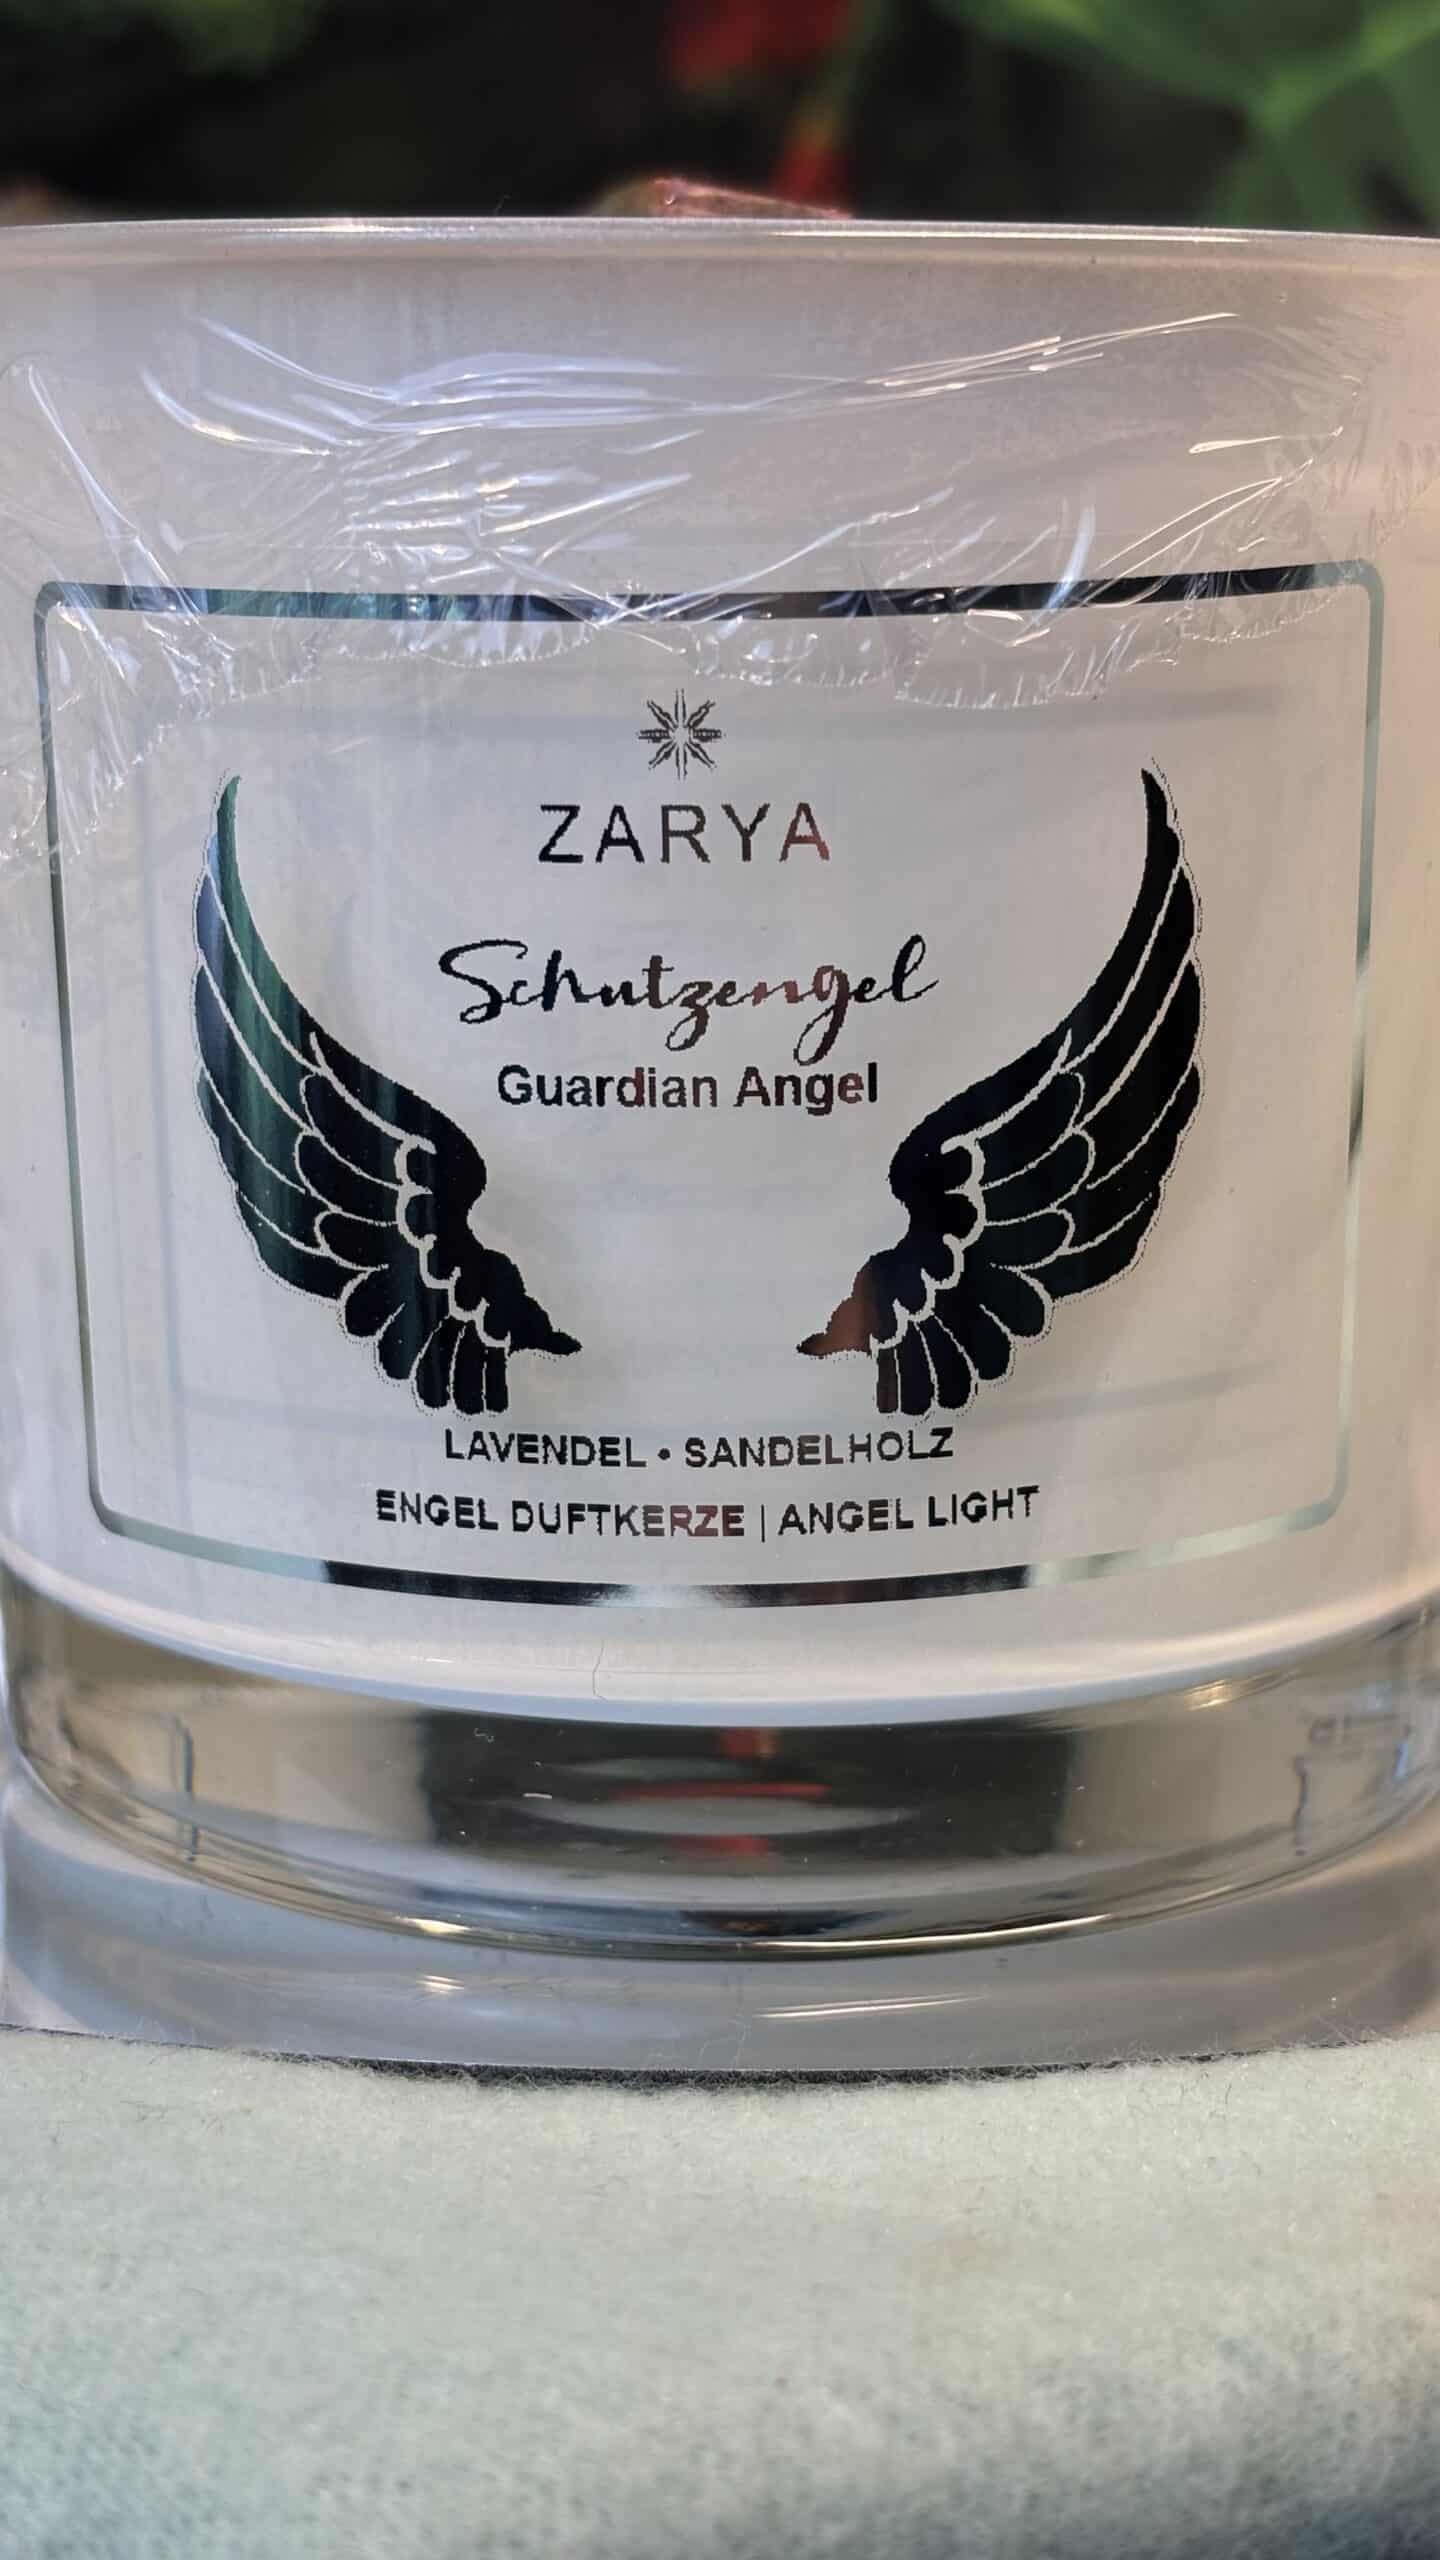 ZARYA
Schutzengel
Guardian Angel
LAVENDEL • SANDELHOLZ
ENGEL DUFTKERZE | ANGEL LIGHT